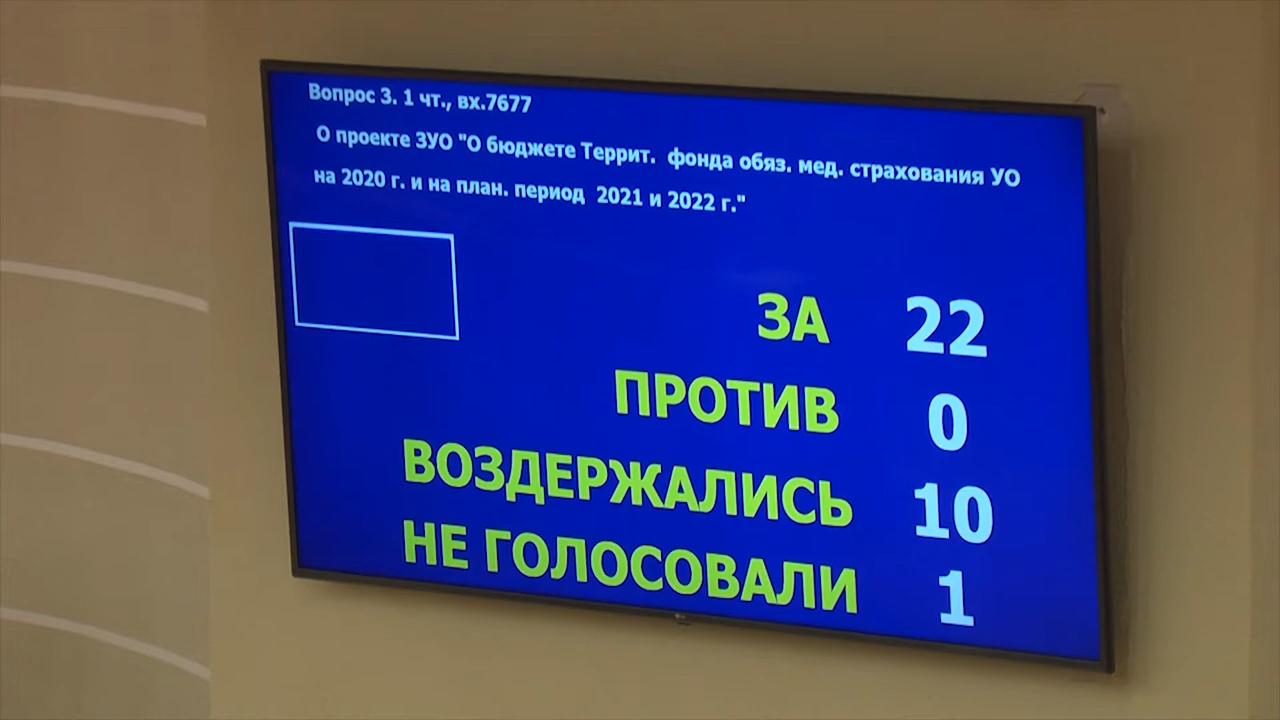 Вопрос 3. 1 чт., вх.7677
О проекте ЗУО "О бюджете Террит. фонда обяз. мед. страхования УО
на 2020 г. и на план. период 2021 и 2022 г."
ЗА 22
ПРОТИВ 0
ВОЗДЕРЖАЛИСЬ 10
НЕ ГОЛОСОВАЛИ 1